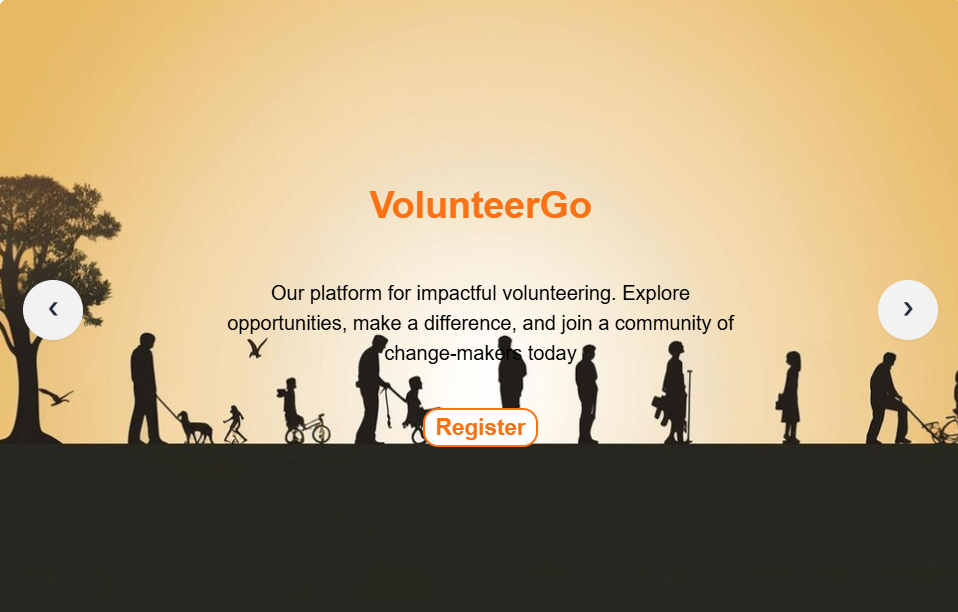 VolunteerGo
Our platform for impactful volunteering. Explore
opportunities, make a difference, and join a community of
change-makers today
Register